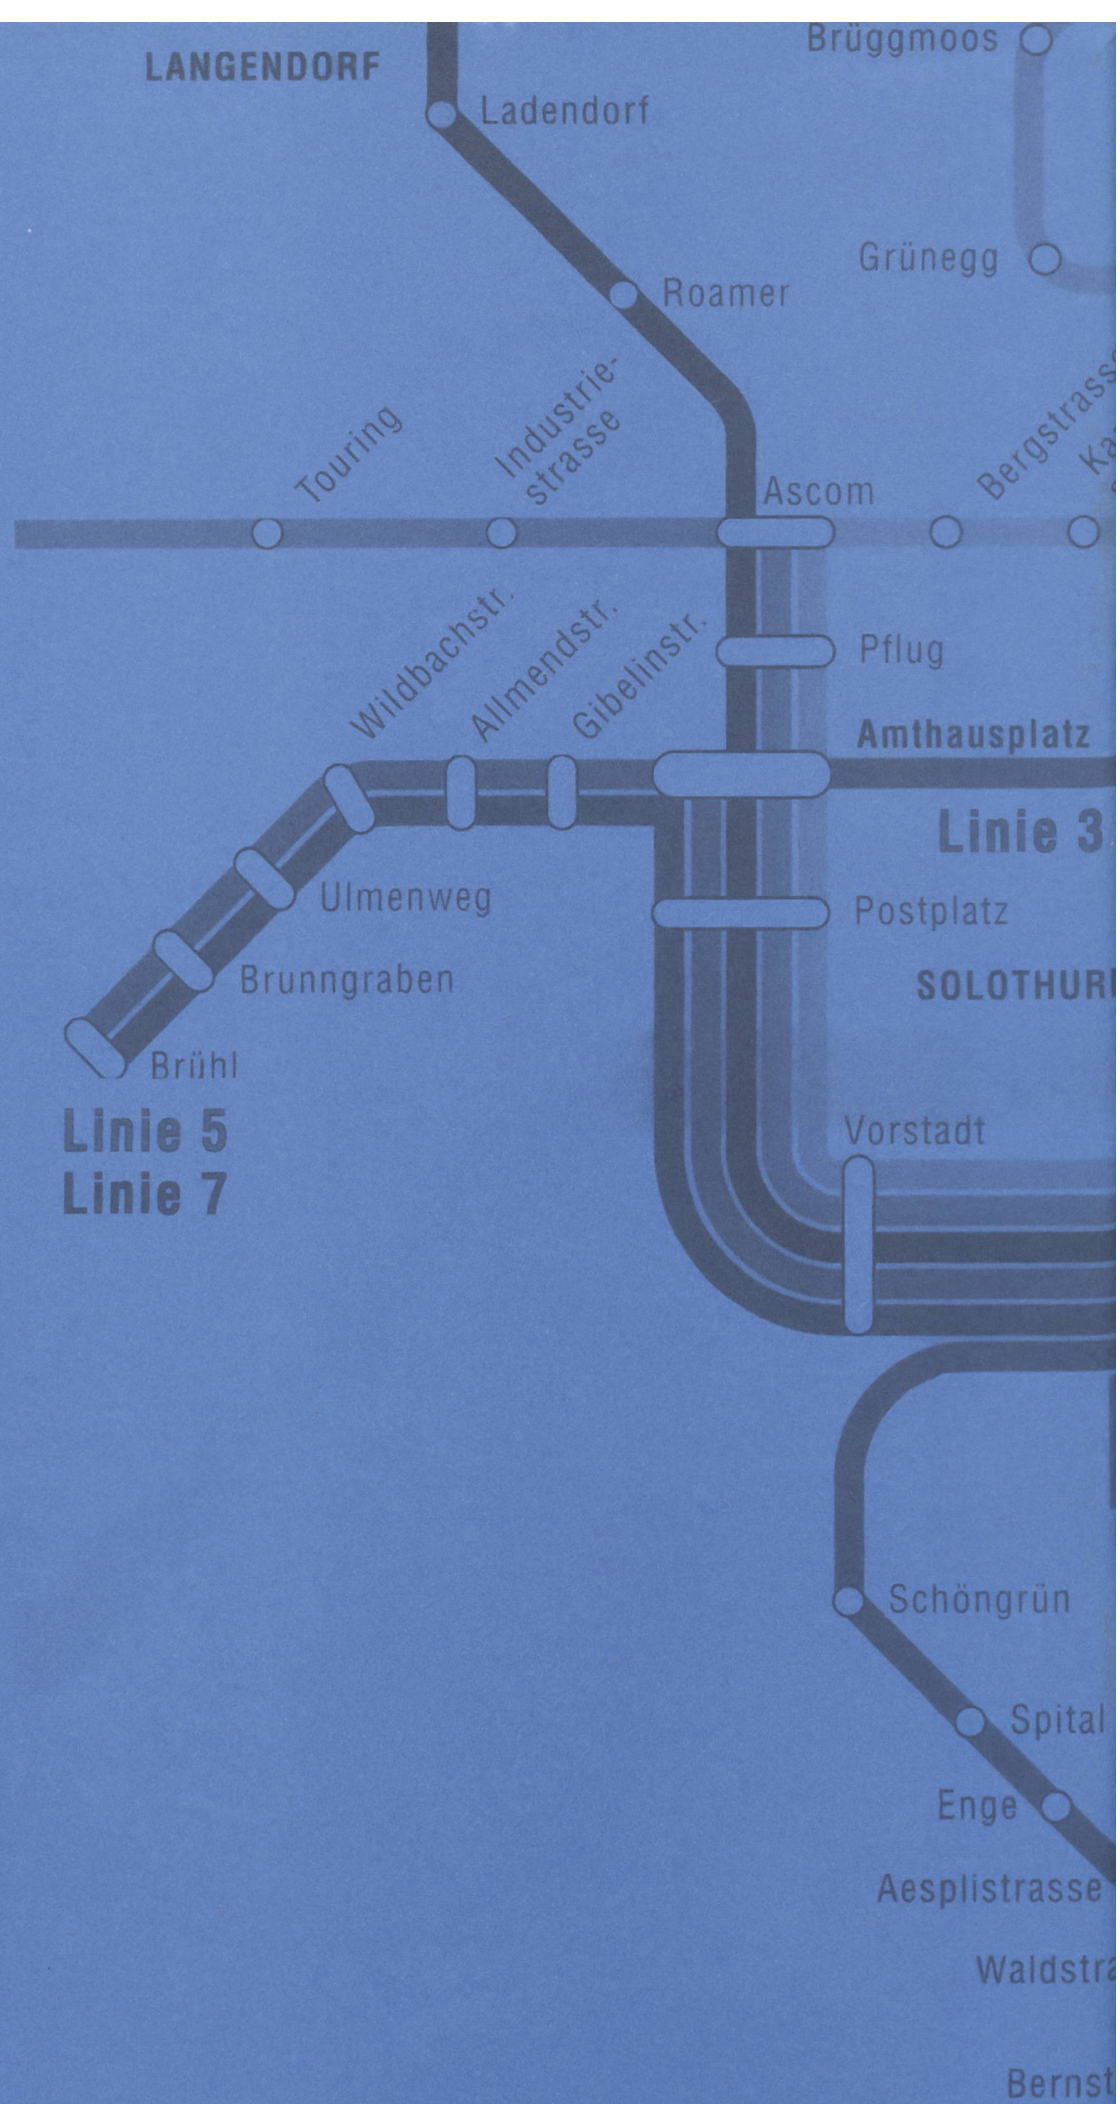 Brüggmoos
LANGENDORF
Ladendorf
Grünegg
Roamer
Touring
Industrie-
strasse
Ascom
Bergstrasse
Pflug
Wildbachstr.
Allmendstr.
Gibelinstr.
Amthausplatz
Linie 3
Ulmenweg
Postplatz
Brunngraben
SOLOTHUR
Brühl
Linie 5
Linie 7
Vorstadt
Schöngrün
Spital
Enge
Aesplistrasse
Waldstra
Bernst